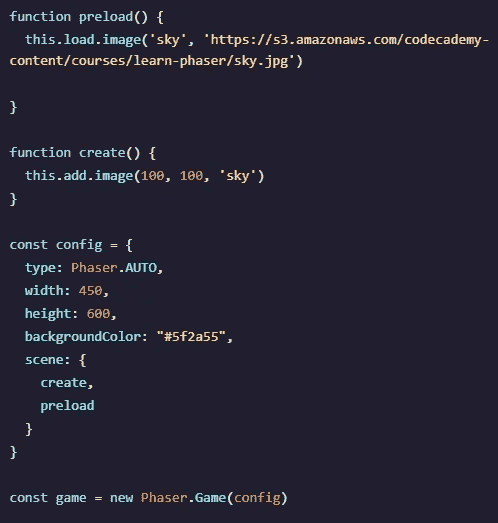 function preload() {
  this.load.image('sky', 'https://s3.amazonaws.com/codecademy-
content/courses/learn-phaser/sky.jpg')

}

function create() {
  this.add.image(100, 100, 'sky')
}

const config = {
  type: Phaser.AUTO,
  width: 450,
  height: 600,
  backgroundColor: "#5f2a55",
  scene: {
    create,
    preload
  }
}

const game = new Phaser.Game(config)